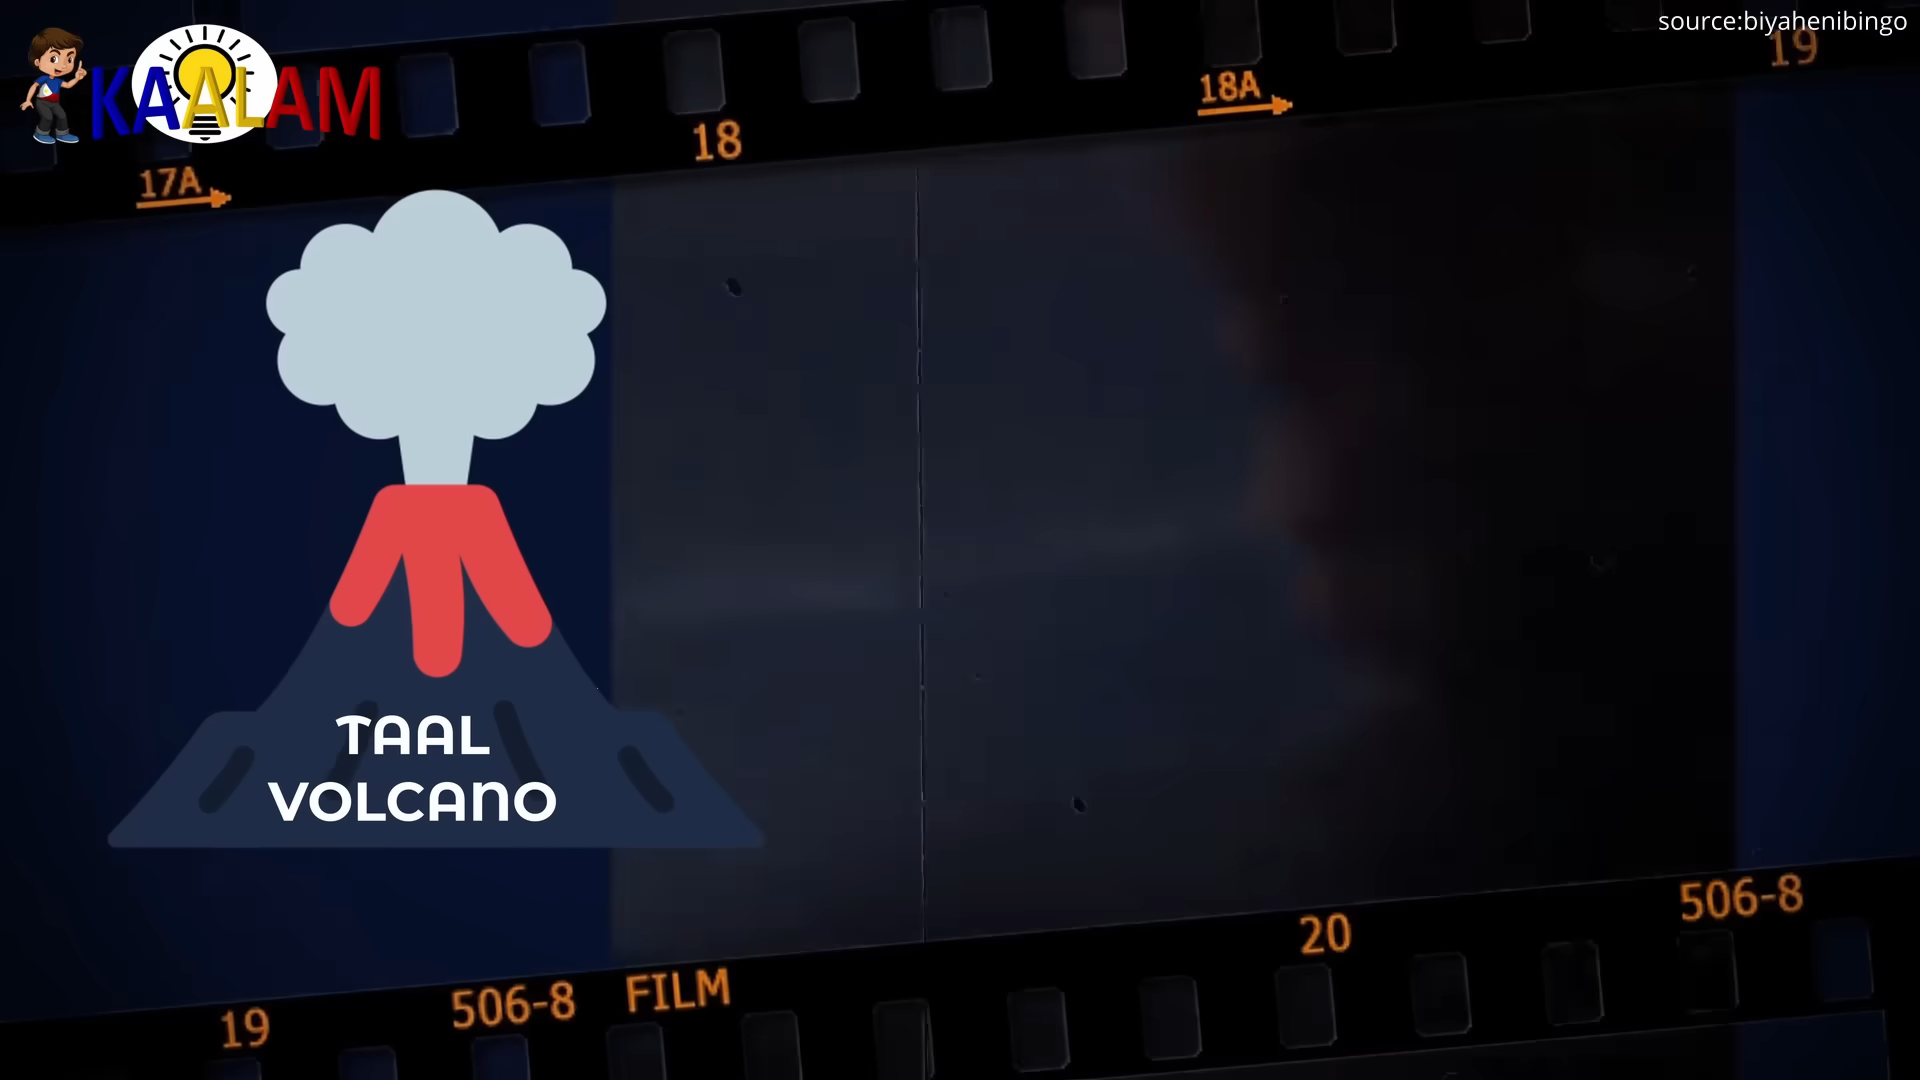 source:biyahenibingo
KAALAM
19
18A
18
17A
TAAL
VOLCANO
506-8
20
506-8 FILM
19